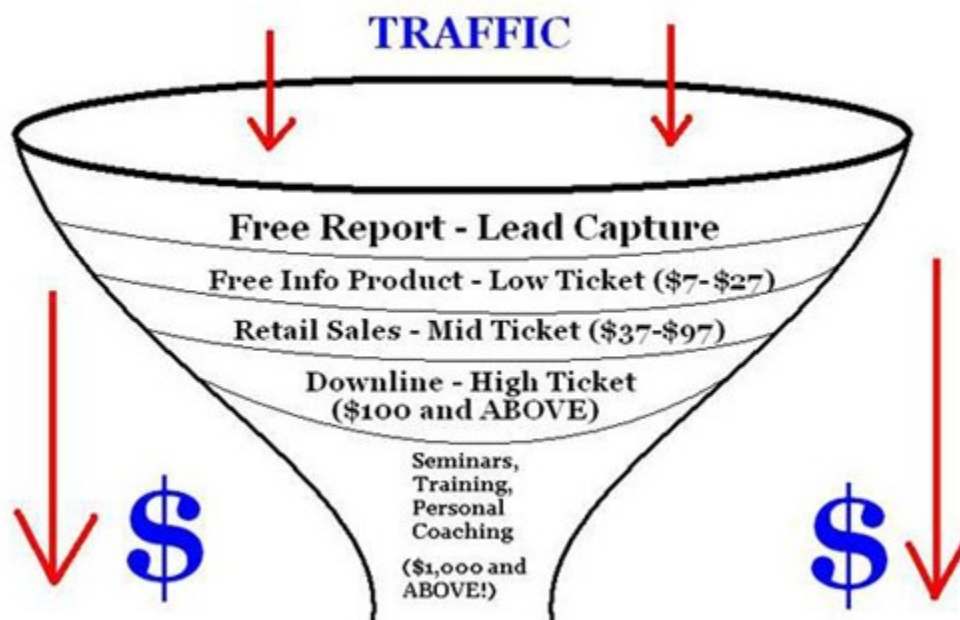 TRAFFIC
Free Report - Lead Capture
Free Info Product - Low Ticket ($7-$27)
Retail Sales - Mid Ticket ($37-$97)
Downline - High Ticket
($100 and ABOVE)
Seminars,
Training,
Personal
Coaching
($1,000 and
ABOVE!)
$
$